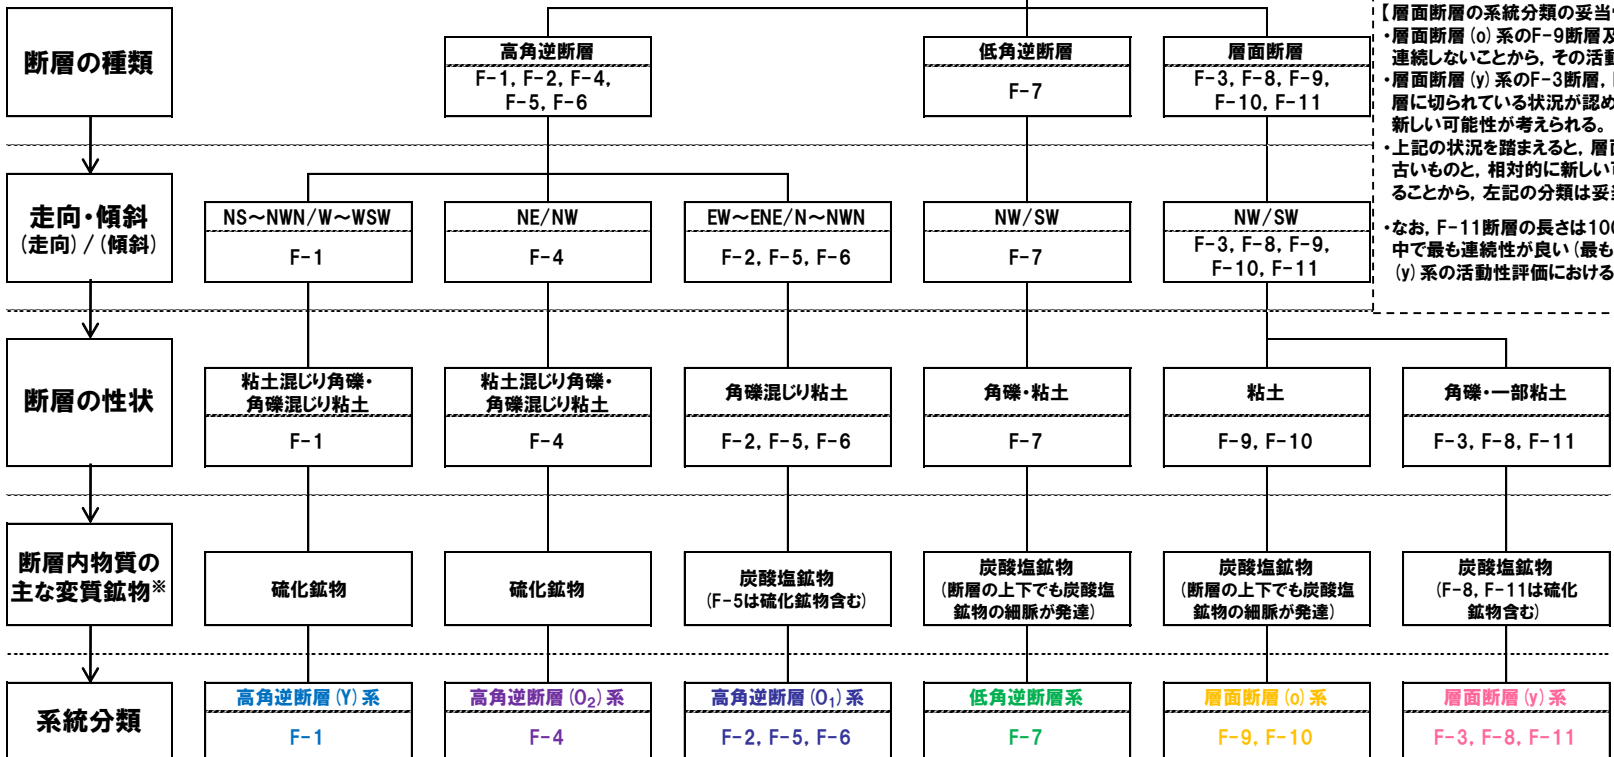 断層の種類
高角逆断層
F-1, F-2, F-4,
F-5, F-6
低角逆断層
F-7
層面断層
F-3, F-8, F-9,
F-10, F-11
【層面断層の系統分類の妥当
・層面断層(o)系のF-9断層及
連続しないことから，その活動
・層面断層(y)系のF-3断層，
層に切られている状況が認め
新しい可能性が考えられる。
・上記の状況を踏まえると，層面
古いものと，相対的に新しい
ることから，左記の分類は妥当
・なお，F-11断層の長さは100
中で最も連続性が良い(最も
(y)系の活動性評価における
走向・傾斜
(走向)/(傾斜)
NS～NWN/W～WSW
F-1
NE/NW
F-4
EW～ENE/N～NWN
F-2, F-5, F-6
NW/SW
F-7
NW/SW
F-3, F-8, F-9,
F-10, F-11
断層の性状
粘土混じり角礫・
角礫混じり粘土
F-1
粘土混じり角礫・
角礫混じり粘土
F-4
角礫混じり粘土
F-2, F-5, F-6
角礫・粘土
F-7
粘土
F-9, F-10
角礫・一部粘土
F-3, F-8, F-11
断層内物質の
主な変質鉱物※
硫化鉱物
硫化鉱物
炭酸塩鉱物
(F-5は硫化鉱物含む)
炭酸塩鉱物
(断層の上下でも炭酸塩
鉱物の細脈が発達)
炭酸塩鉱物
(断層の上下でも炭酸塩
鉱物の細脈が発達)
炭酸塩鉱物
(F-8, F-11は硫化
鉱物含む)
系統分類
高角逆断層(Y)系
F-1
高角逆断層(O₂)系
F-4
高角逆断層(O₁)系
F-2, F-5, F-6
低角逆断層系
F-7
層面断層(o)系
F-9, F-10
層面断層(y)系
F-3, F-8, F-11